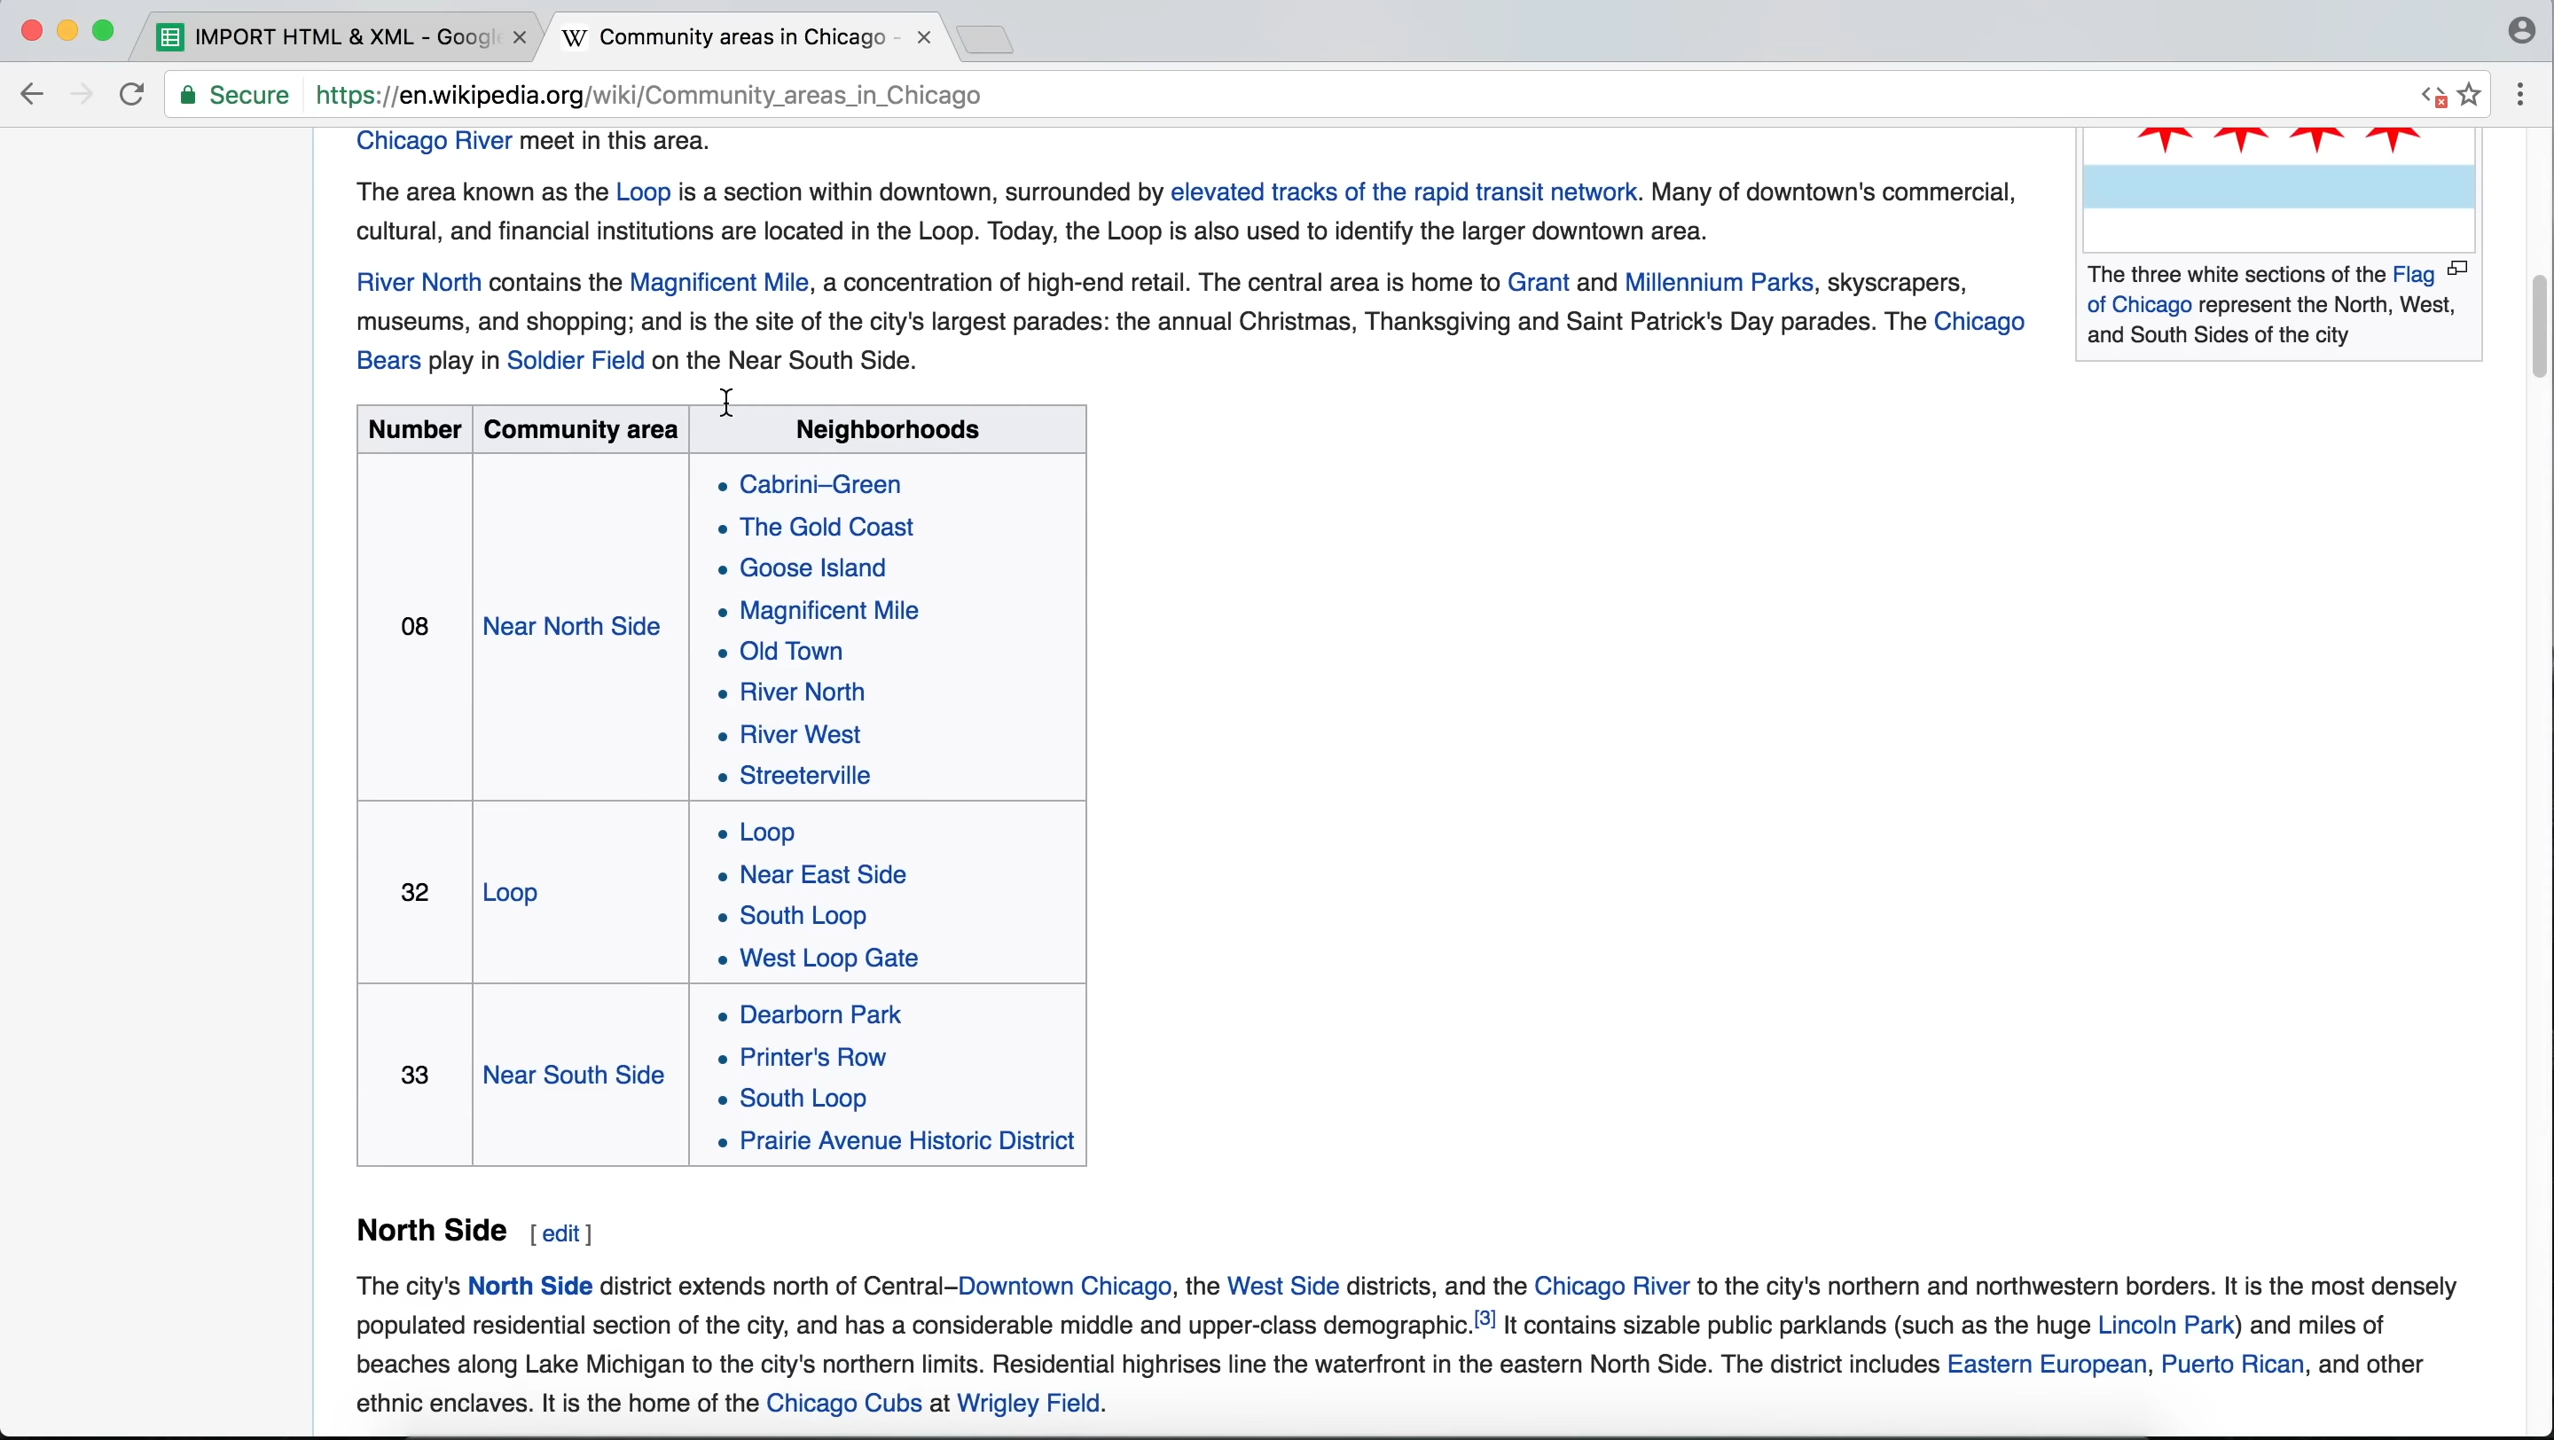 IMPORT HTML & XML - Google
Community areas in Chicago -
Secure https://en.wikipedia.org/wiki/Community_areas_in_Chicago
Chicago River meet in this area.
The area known as the Loop is a section within downtown, surrounded by elevated tracks of the rapid transit network. Many of downtown's commercial,
cultural, and financial institutions are located in the Loop. Today, the Loop is also used to identify the larger downtown area.
River North contains the Magnificent Mile, a concentration of high-end retail. The central area is home to Grant and Millennium Parks, skyscrapers,
museums, and shopping; and is the site of the city's largest parades: the annual Christmas, Thanksgiving and Saint Patrick's Day parades. The Chicago
Bears play in Soldier Field on the Near South Side.
The three white sections of the Flag
of Chicago represent the North, West,
and South Sides of the city
Number Community area Neighborhoods
08 Near North Side
• Cabrini–Green
• The Gold Coast
• Goose Island
• Magnificent Mile
• Old Town
• River North
• River West
• Streeterville
32 Loop
• Loop
• Near East Side
• South Loop
• West Loop Gate
33 Near South Side
• Dearborn Park
• Printer's Row
• South Loop
• Prairie Avenue Historic District
North Side [ edit ]
The city's North Side district extends north of Central–Downtown Chicago, the West Side districts, and the Chicago River to the city's northern and northwestern borders. It is the most densely
populated residential section of the city, and has a considerable middle and upper-class demographic.[3] It contains sizable public parklands (such as the huge Lincoln Park) and miles of
beaches along Lake Michigan to the city's northern limits. Residential highrises line the waterfront in the eastern North Side. The district includes Eastern European, Puerto Rican, and other
ethnic enclaves. It is the home of the Chicago Cubs at Wrigley Field.